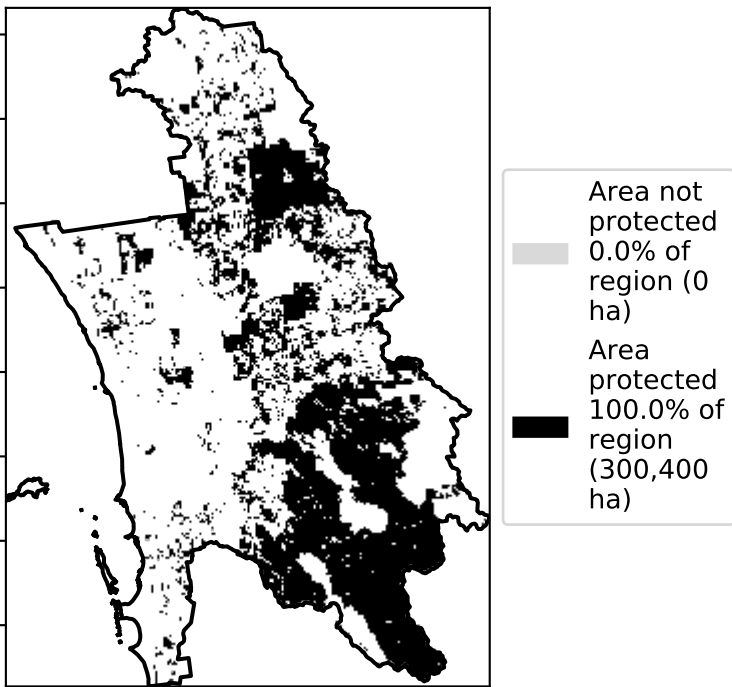 Area not
protected
0.0% of
region (0
ha)
Area
protected
100.0% of
region
(300,400
ha)